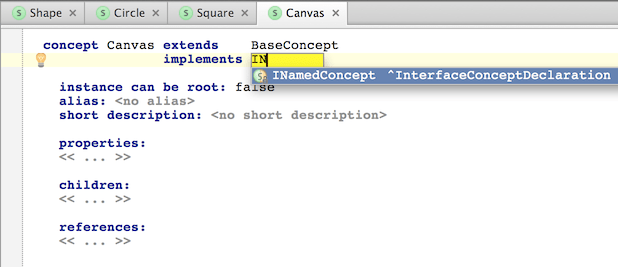 Shape Circle Square Canvas
concept Canvas extends BaseConcept
implements IN
INamedConcept ^InterfaceConceptDeclaration
instance can be root: false
alias: <no alias>
short description: <no short description>
properties:
<< ... >>
children:
<< ... >>
references:
<< ... >>